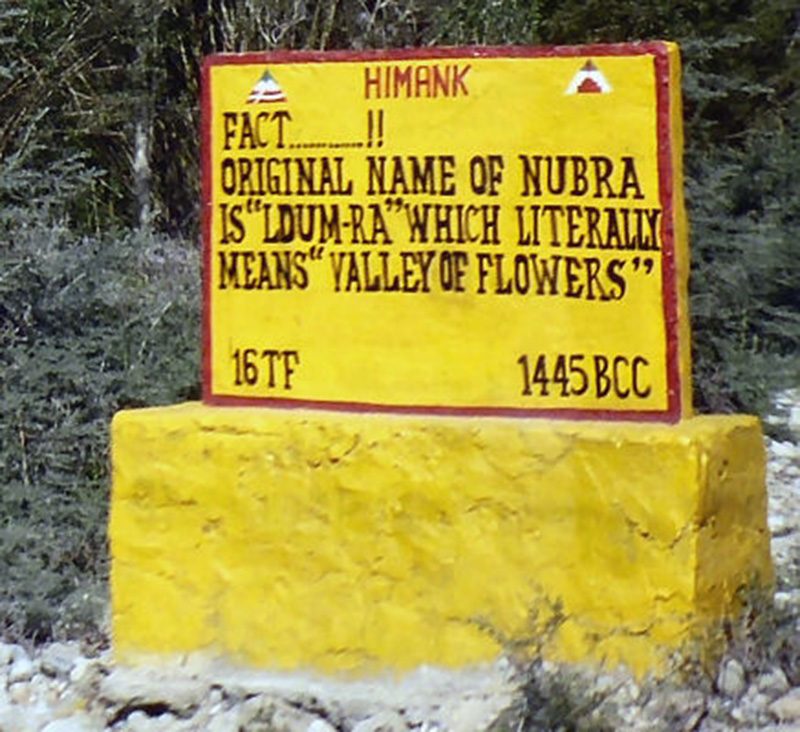 HIMANK
FACT...........!!
ORIGINAL NAME OF NUBRA
IS "LDUM-RA" WHICH LITERALLY
MEANS "VALLEY OF FLOWERS"
16 TF 1445 BCC